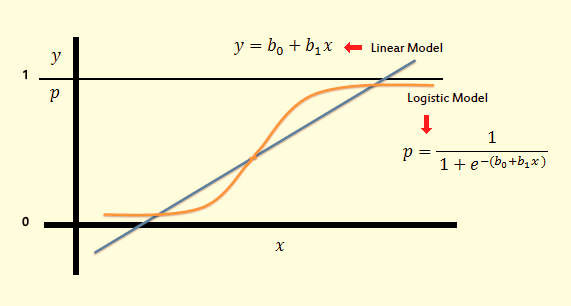 y = b₀ + b₁x Linear Model
y
1
p
Logistic Model
p = 1 / (1 + e^−(b₀+b₁x))
0
x